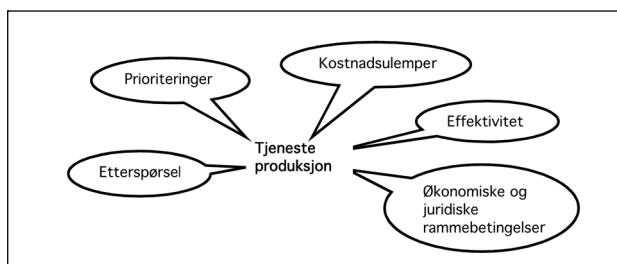 Prioriteringer
Kostnadsulemper
Effektivitet
Tjeneste
produksjon
Etterspørsel
Økonomiske og
juridiske
rammebetingelser